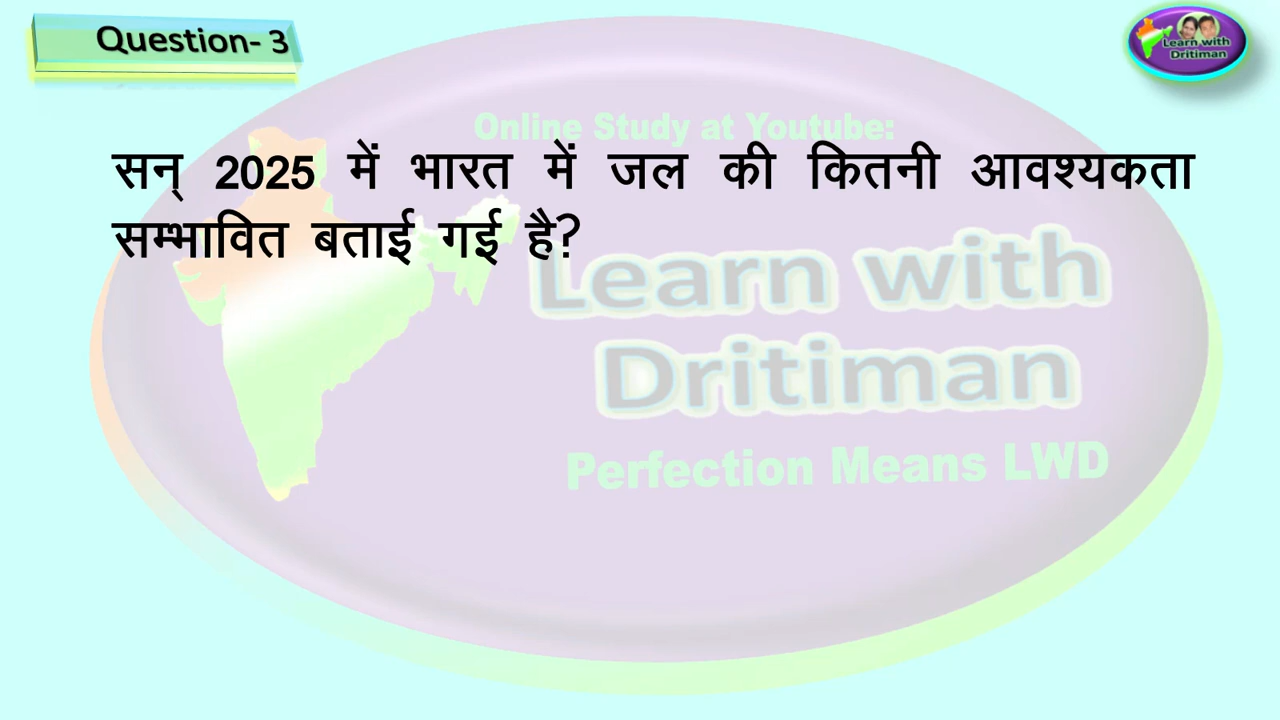 Question- 3
Learn with
Dritiman
Online Study at Youtube:
सन् 2025 में भारत में जल की कितनी आवश्यकता
सम्भावित बताई गई है?
Learn with
Dritiman
Perfection Means LWD